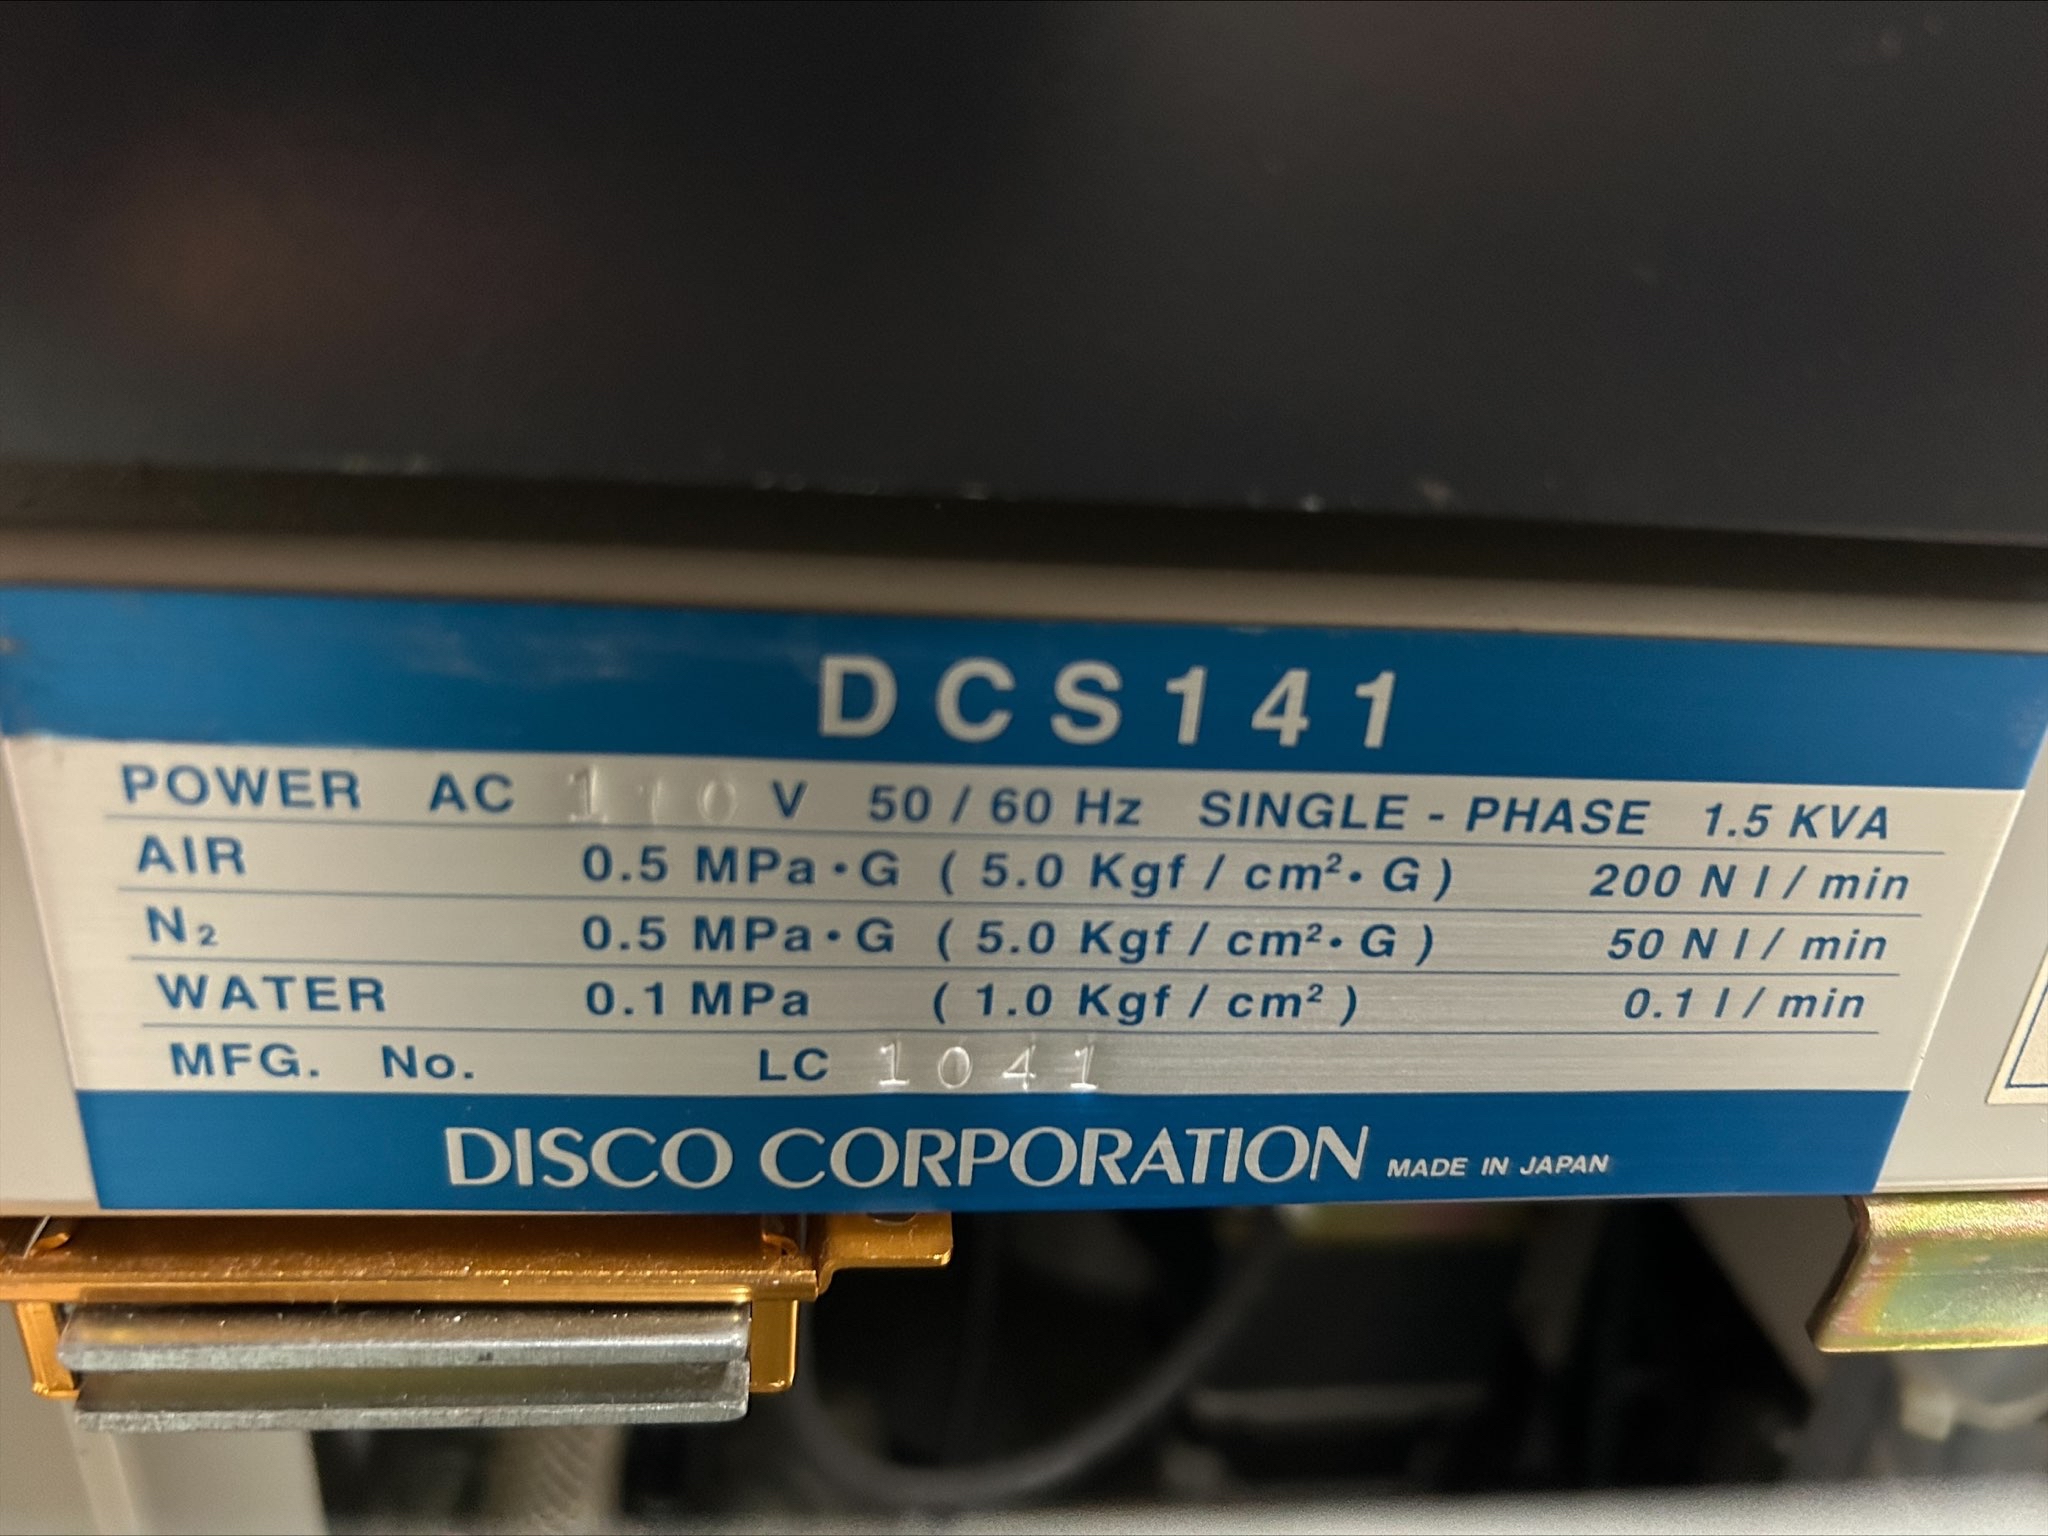 DCS141
POWER AC 110 V 50 / 60 Hz SINGLE - PHASE 1.5 KVA
AIR 0.5 MPa・G ( 5.0 Kgf / cm²・G ) 200 N l / min
N₂ 0.5 MPa・G ( 5.0 Kgf / cm²・G ) 50 N l / min
WATER 0.1 MPa ( 1.0 Kgf / cm² ) 0.1 l / min
MFG. No. LC 1041
DISCO CORPORATION MADE IN JAPAN